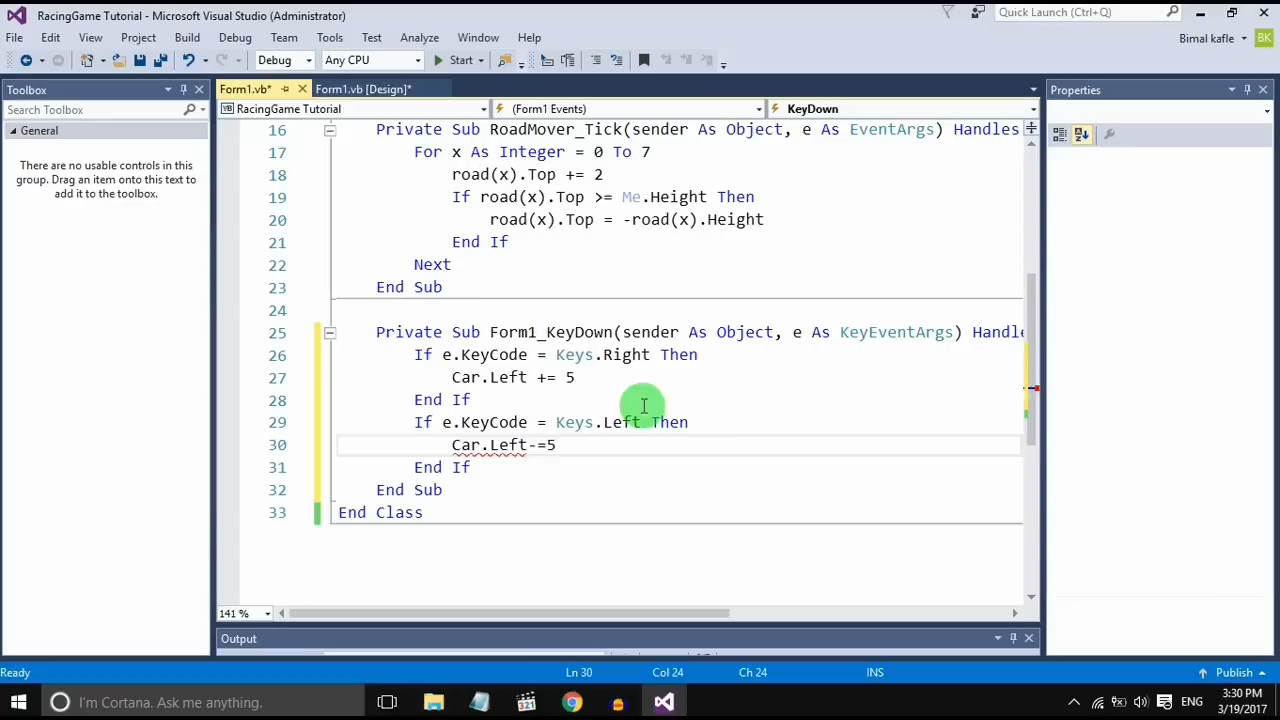 RacingGame Tutorial - Microsoft Visual Studio (Administrator)
Quick Launch (Ctrl+Q)
File Edit View Project Build Debug Team Tools Test Analyze Window Help
Bimal kafle BK
Debug Any CPU Start
Toolbox
Form1.vb* Form1.vb [Design]*
Properties
Search Toolbox
RacingGame Tutorial (Form1 Events) KeyDown
General
There are no usable controls in this
group. Drag an item onto this text to
add it to the toolbox.
16 Private Sub RoadMover_Tick(sender As Object, e As EventArgs) Handles
17 For x As Integer = 0 To 7
18 road(x).Top += 2
19 If road(x).Top >= Me.Height Then
20 road(x).Top = -road(x).Height
21 End If
22 Next
23 End Sub
24
25 Private Sub Form1_KeyDown(sender As Object, e As KeyEventArgs) Handle
26 If e.KeyCode = Keys.Right Then
27 Car.Left += 5
28 End If
29 If e.KeyCode = Keys.Left Then
30 Car.Left-=5
31 End If
32 End Sub
33 End Class
141 %
Output
Ready Ln 30 Col 24 Ch 24 INS Publish
I'm Cortana. Ask me anything.
321
ENG
3:30 PM
3/19/2017